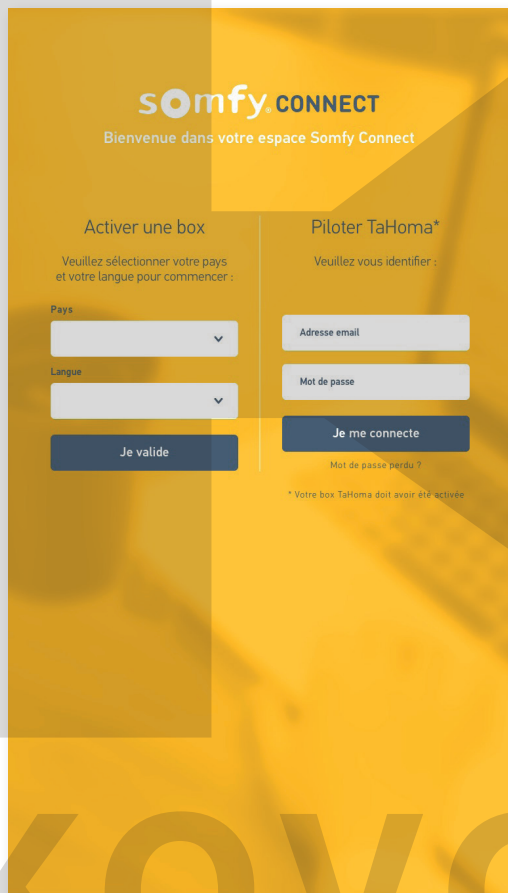 somfy. CONNECT
Bienvenue dans votre espace Somfy Connect
Activer une box
Veuillez sélectionner votre pays
et votre langue pour commencer :
Pays
Langue
Je valide
Piloter TaHoma*
Veuillez vous identifier :
Adresse email
Mot de passe
Je me connecte
Mot de passe perdu ?
* Votre box TaHoma doit avoir été activée